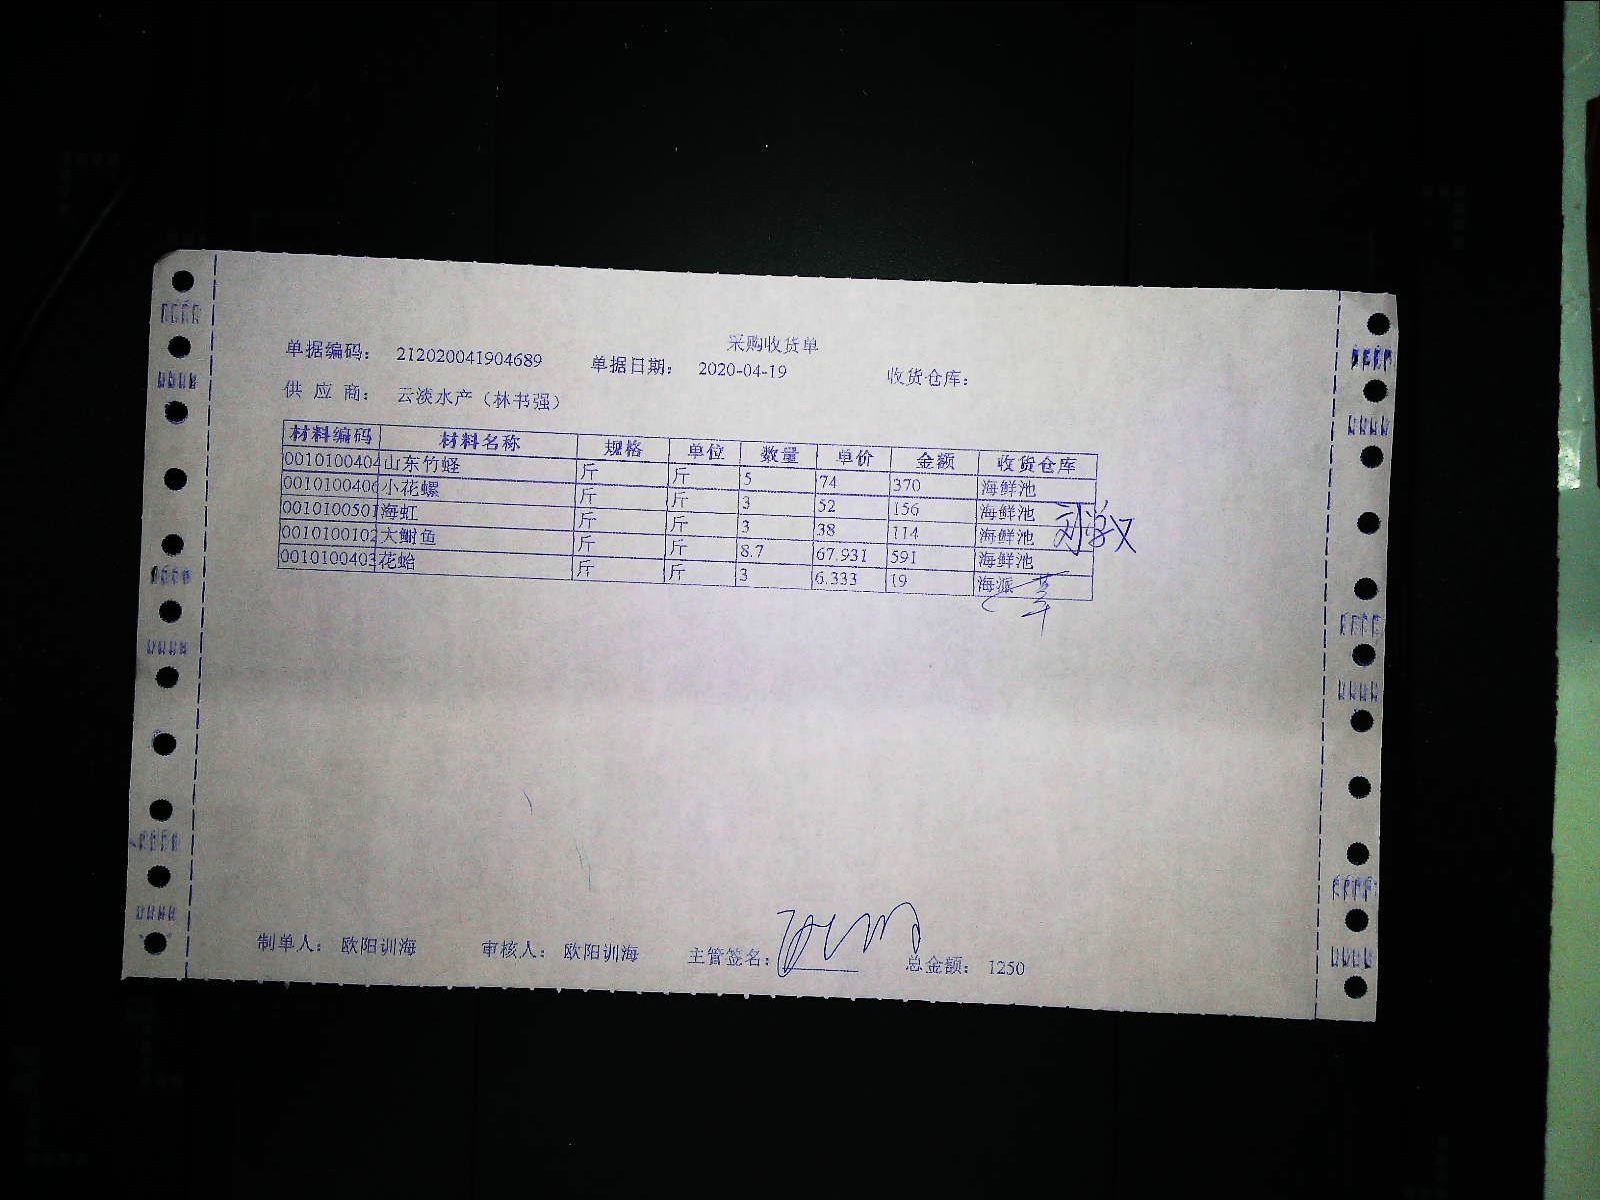 采购收货单
单据编码: 212020041904689 单据日期: 2020-04-19 收货仓库:
供 应 商: 云淡水产（林书强）
材料编码 材料名称 规格 单位 数量 单价 金额 收货仓库
0010100404 山东竹蛏 斤 斤 5 74 370 海鲜池
0010100406 小花螺 斤 斤 3 52 156 海鲜池
0010100501 海虹 斤 斤 3 38 114 海鲜池
0010100102 大鮒鱼 斤 斤 8.7 67.931 591 海鲜池
0010100403 花蛤 斤 斤 3 6.333 19 海派
制单人: 欧阳训海 审核人: 欧阳训海 主管签名: 总金额: 1250